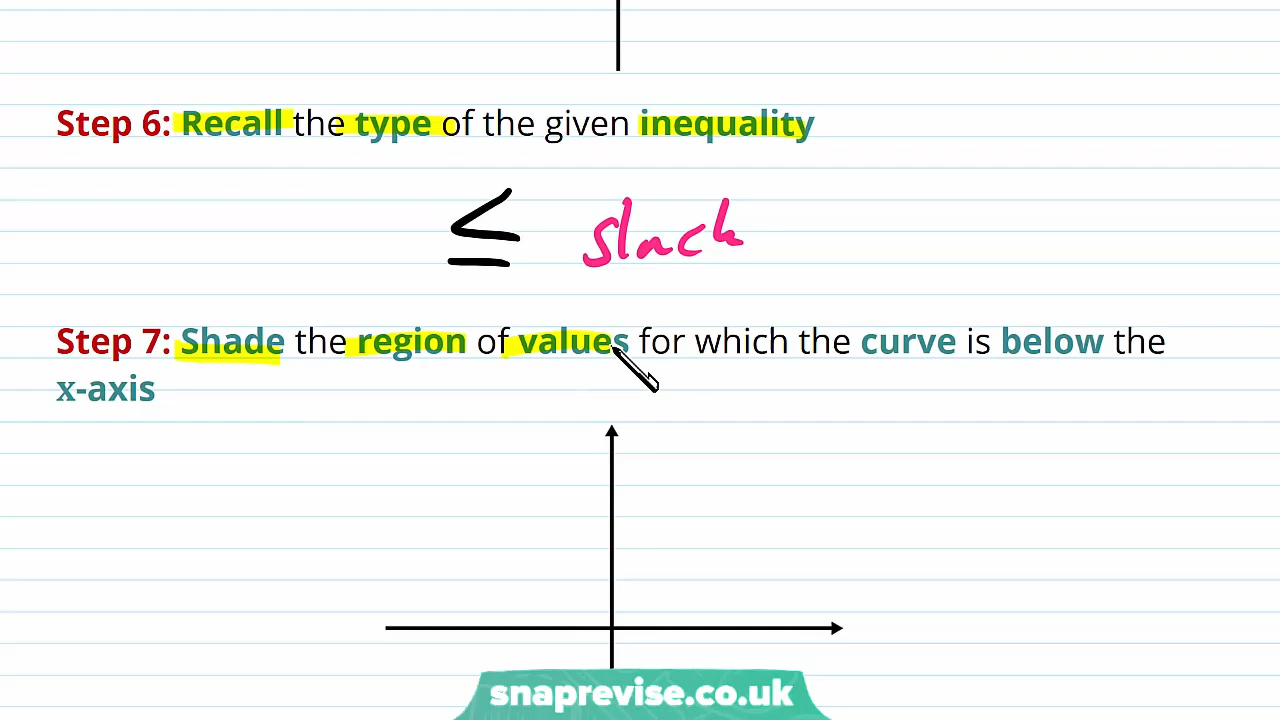 Step 6: Recall the type of the given inequality
≤ slack
Step 7: Shade the region of values for which the curve is below the
x-axis
snaprevise.co.uk